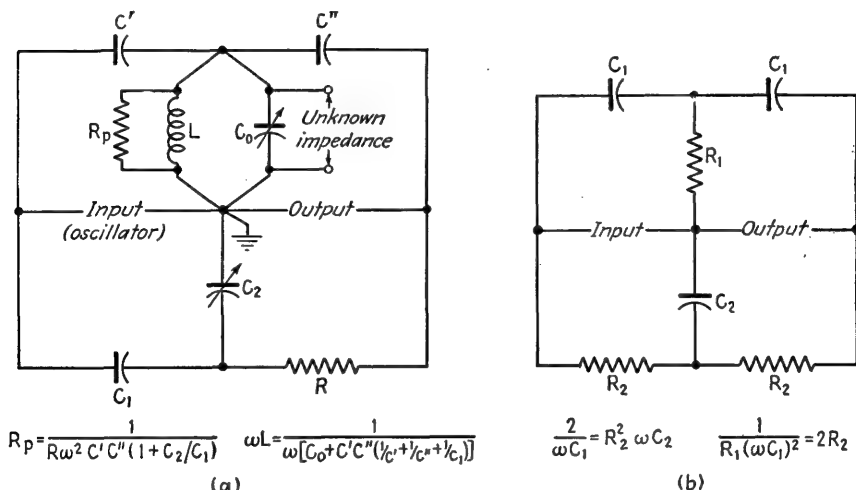 C′ C″
Rp L C₀ Unknown impedance
Input (oscillator) Output
C₂
C₁ R
Rp = 1 / Rω² C′C″(1+C₂/C₁) ωL = 1 / ω[C₀+C′C″(1/C′+1/C″+1/C₁)]
(a)
C₁ C₁
R₁
Input Output
C₂
R₂ R₂
2/ωC₁ = R₂² ωC₂ 1/R₁(ωC₁)² = 2R₂
(b)